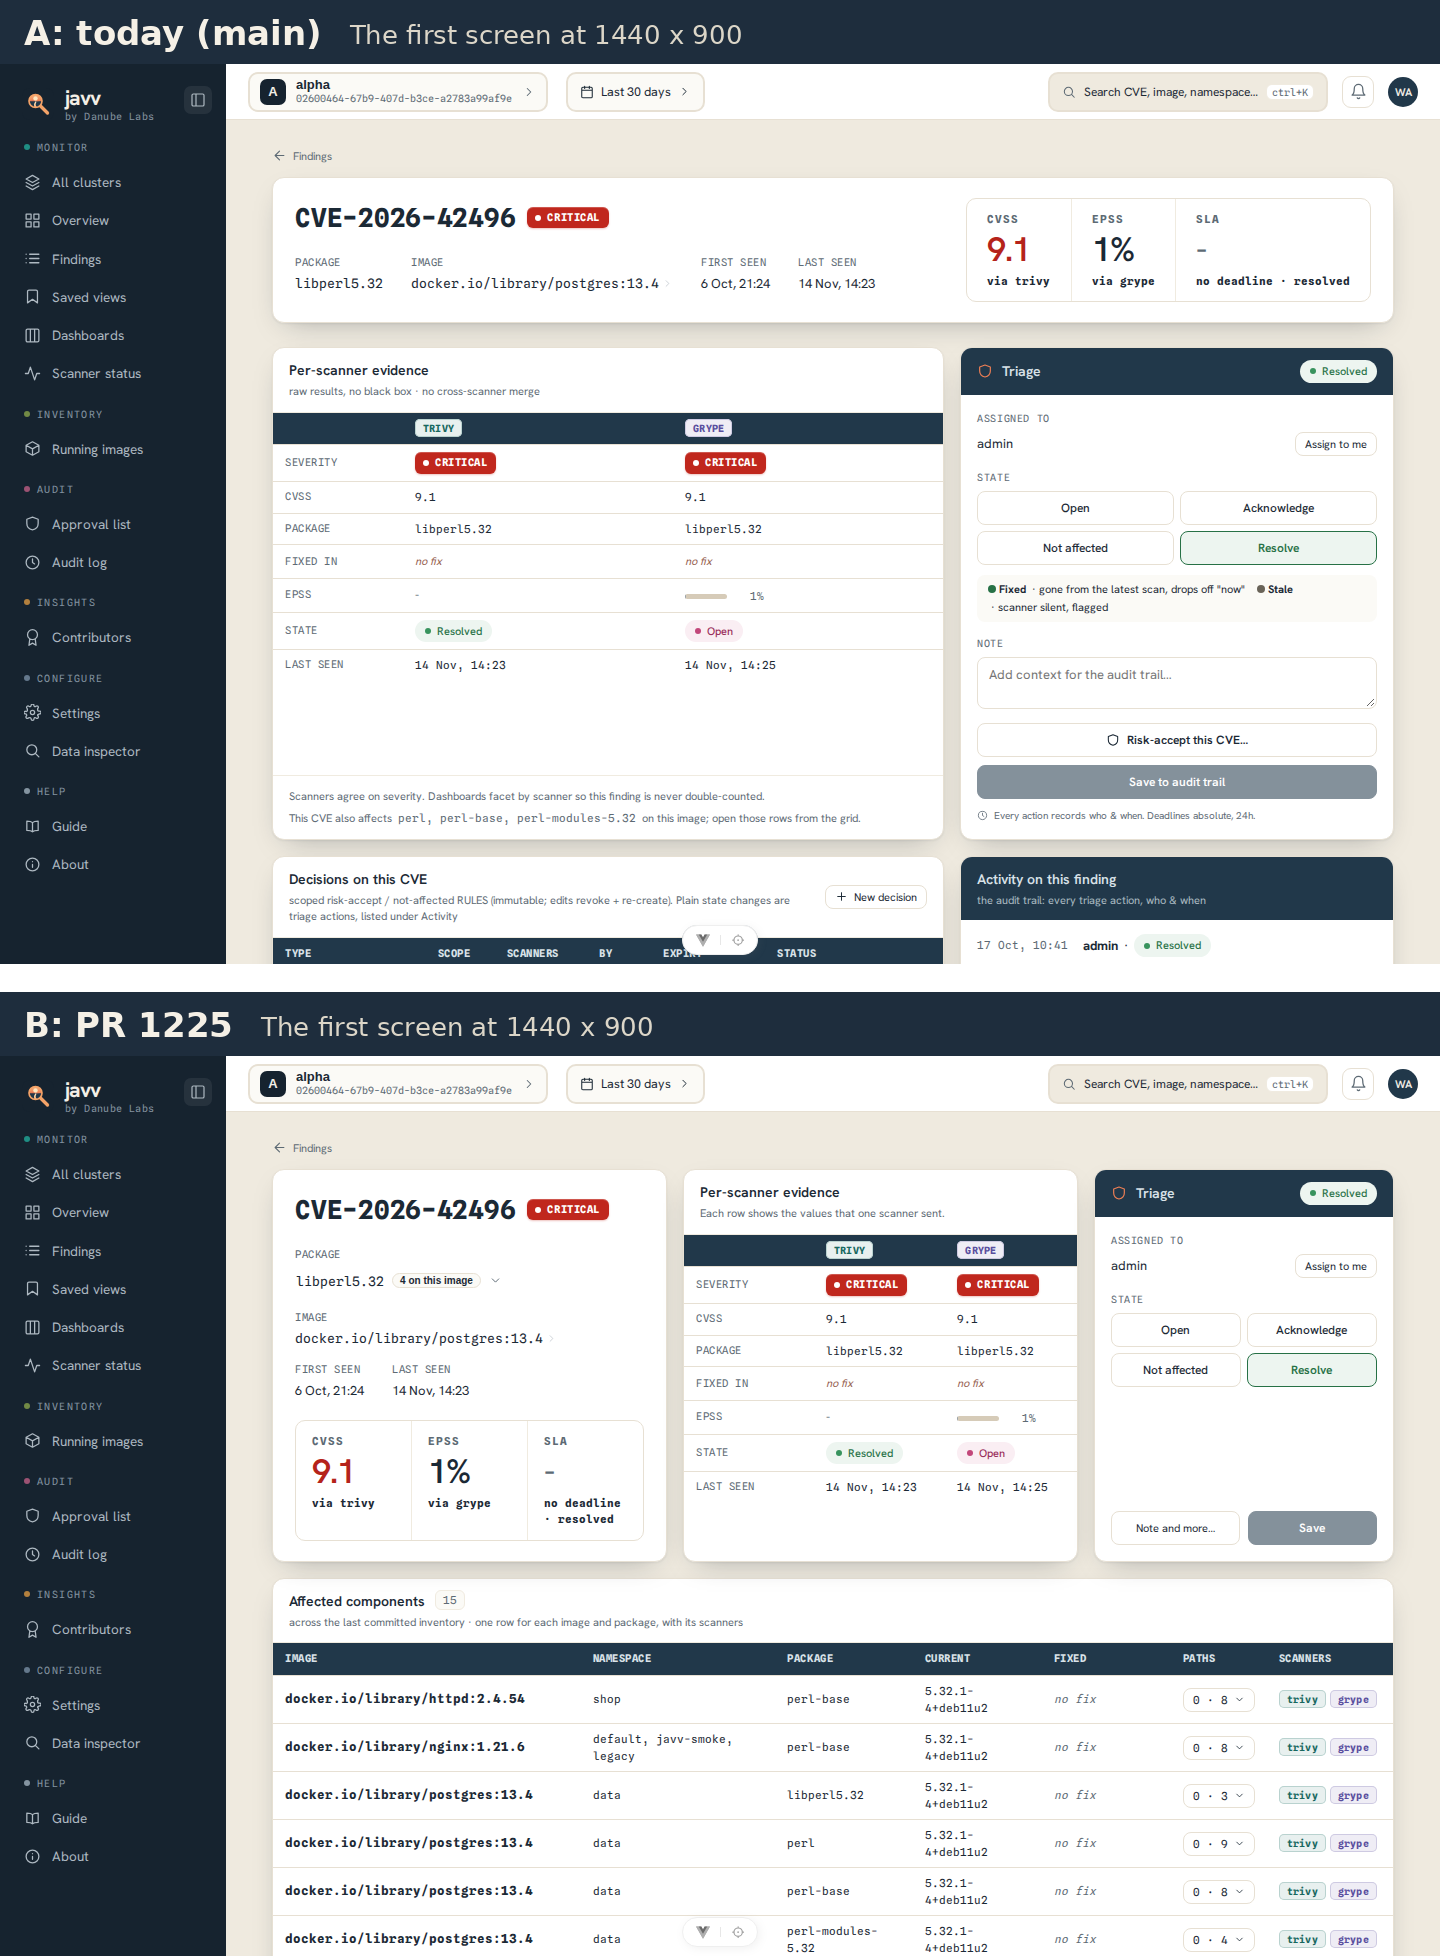 A: today (main) The first screen at 1440 x 900
javv
by Danube Labs
MONITOR
All clusters
Overview
Findings
Saved views
Dashboards
Scanner status
INVENTORY
Running images
AUDIT
Approval list
Audit log
INSIGHTS
Contributors
CONFIGURE
Settings
Data inspector
HELP
Guide
About
A alpha
02600464-67b9-407d-b3ce-a2783a99af9e
Last 30 days
Search CVE, image, namespace... ctrl+K
WA
Findings
CVE-2026-42496 CRITICAL
PACKAGE IMAGE FIRST SEEN LAST SEEN
libperl5.32 docker.io/library/postgres:13.4 6 Oct, 21:24 14 Nov, 14:23
CVSS EPSS SLA
9.1 1% -
via trivy via grype no deadline · resolved
Per-scanner evidence
raw results, no black box · no cross-scanner merge
TRIVY GRYPE
SEVERITY CRITICAL CRITICAL
CVSS 9.1 9.1
PACKAGE libperl5.32 libperl5.32
FIXED IN no fix no fix
EPSS - 1%
STATE Resolved Open
LAST SEEN 14 Nov, 14:23 14 Nov, 14:25
Scanners agree on severity. Dashboards facet by scanner so this finding is never double-counted.
This CVE also affects perl, perl-base, perl-modules-5.32 on this image; open those rows from the grid.
Triage Resolved
ASSIGNED TO
admin Assign to me
STATE
Open Acknowledge
Not affected Resolve
Fixed · gone from the latest scan, drops off "now" Stale
· scanner silent, flagged
NOTE
Add context for the audit trail...
Risk-accept this CVE...
Save to audit trail
Every action records who & when. Deadlines absolute, 24h.
Decisions on this CVE
scoped risk-accept / not-affected RULES (immutable; edits revoke + re-create). Plain state changes are
triage actions, listed under Activity
New decision
TYPE SCOPE SCANNERS BY EXPIRY STATUS
Activity on this finding
the audit trail: every triage action, who & when
17 Oct, 10:41 admin · Resolved
B: PR 1225 The first screen at 1440 x 900
javv
by Danube Labs
MONITOR
All clusters
Overview
Findings
Saved views
Dashboards
Scanner status
INVENTORY
Running images
AUDIT
Approval list
Audit log
INSIGHTS
Contributors
CONFIGURE
Settings
Data inspector
HELP
Guide
About
A alpha
02600464-67b9-407d-b3ce-a2783a99af9e
Last 30 days
Search CVE, image, namespace... ctrl+K
WA
Findings
CVE-2026-42496 CRITICAL
PACKAGE
libperl5.32 4 on this image
IMAGE
docker.io/library/postgres:13.4
FIRST SEEN LAST SEEN
6 Oct, 21:24 14 Nov, 14:23
CVSS EPSS SLA
9.1 1% -
via trivy via grype no deadline
· resolved
Per-scanner evidence
Each row shows the values that one scanner sent.
TRIVY GRYPE
SEVERITY CRITICAL CRITICAL
CVSS 9.1 9.1
PACKAGE libperl5.32 libperl5.32
FIXED IN no fix no fix
EPSS - 1%
STATE Resolved Open
LAST SEEN 14 Nov, 14:23 14 Nov, 14:25
Triage Resolved
ASSIGNED TO
admin Assign to me
STATE
Open Acknowledge
Not affected Resolve
Note and more... Save
Affected components 15
across the last committed inventory · one row for each image and package, with its scanners
IMAGE NAMESPACE PACKAGE CURRENT FIXED PATHS SCANNERS
docker.io/library/httpd:2.4.54 shop perl-base 5.32.1-
4+deb11u2 no fix 0 · 8 trivy grype
docker.io/library/nginx:1.21.6 default, javv-smoke,
legacy perl-base 5.32.1-
4+deb11u2 no fix 0 · 8 trivy grype
docker.io/library/postgres:13.4 data libperl5.32 5.32.1-
4+deb11u2 no fix 0 · 3 trivy grype
docker.io/library/postgres:13.4 data perl 5.32.1-
4+deb11u2 no fix 0 · 9 trivy grype
docker.io/library/postgres:13.4 data perl-base 5.32.1-
4+deb11u2 no fix 0 · 8 trivy grype
docker.io/library/postgres:13.4 data perl-modules-
5.32 5.32.1-
4+deb11u2 no fix 0 · 4 trivy grype